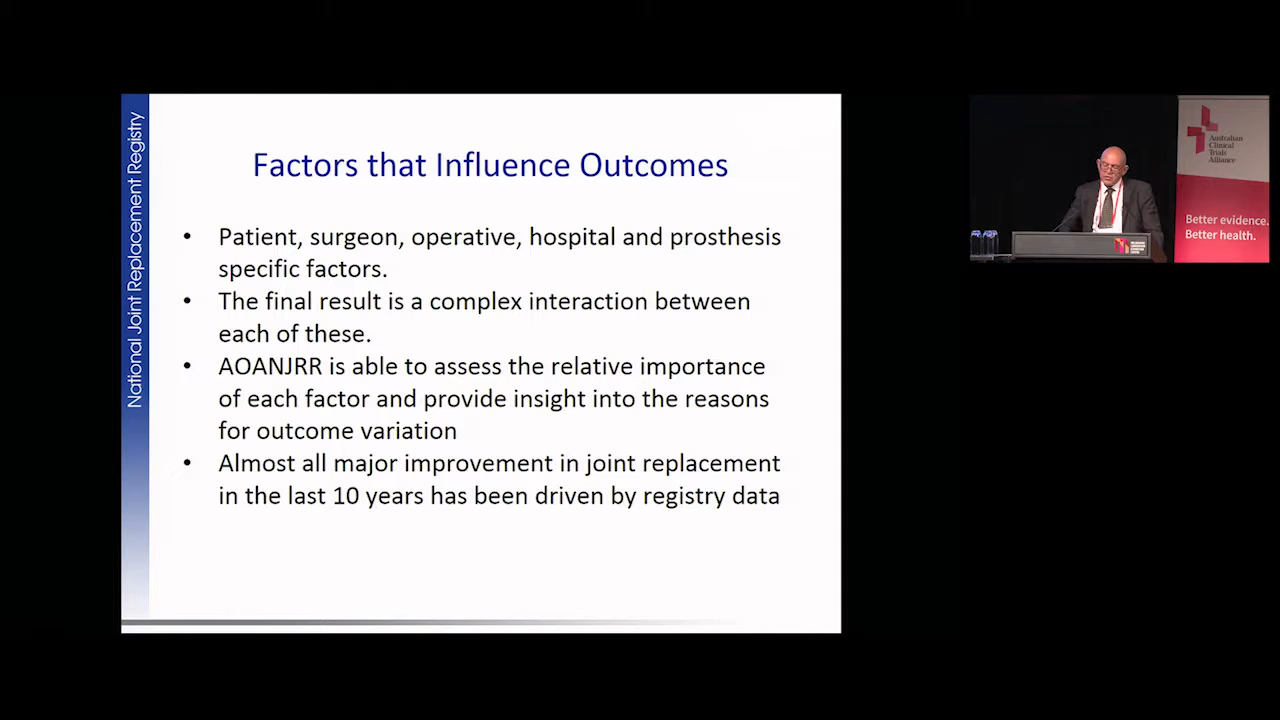 National Joint Replacement Registry
Factors that Influence Outcomes
• Patient, surgeon, operative, hospital and prosthesis
specific factors.
• The final result is a complex interaction between
each of these.
• AOANJRR is able to assess the relative importance
of each factor and provide insight into the reasons
for outcome variation
• Almost all major improvement in joint replacement
in the last 10 years has been driven by registry data
Australian
Clinical
Trials
Alliance
Better evidence.
Better health.